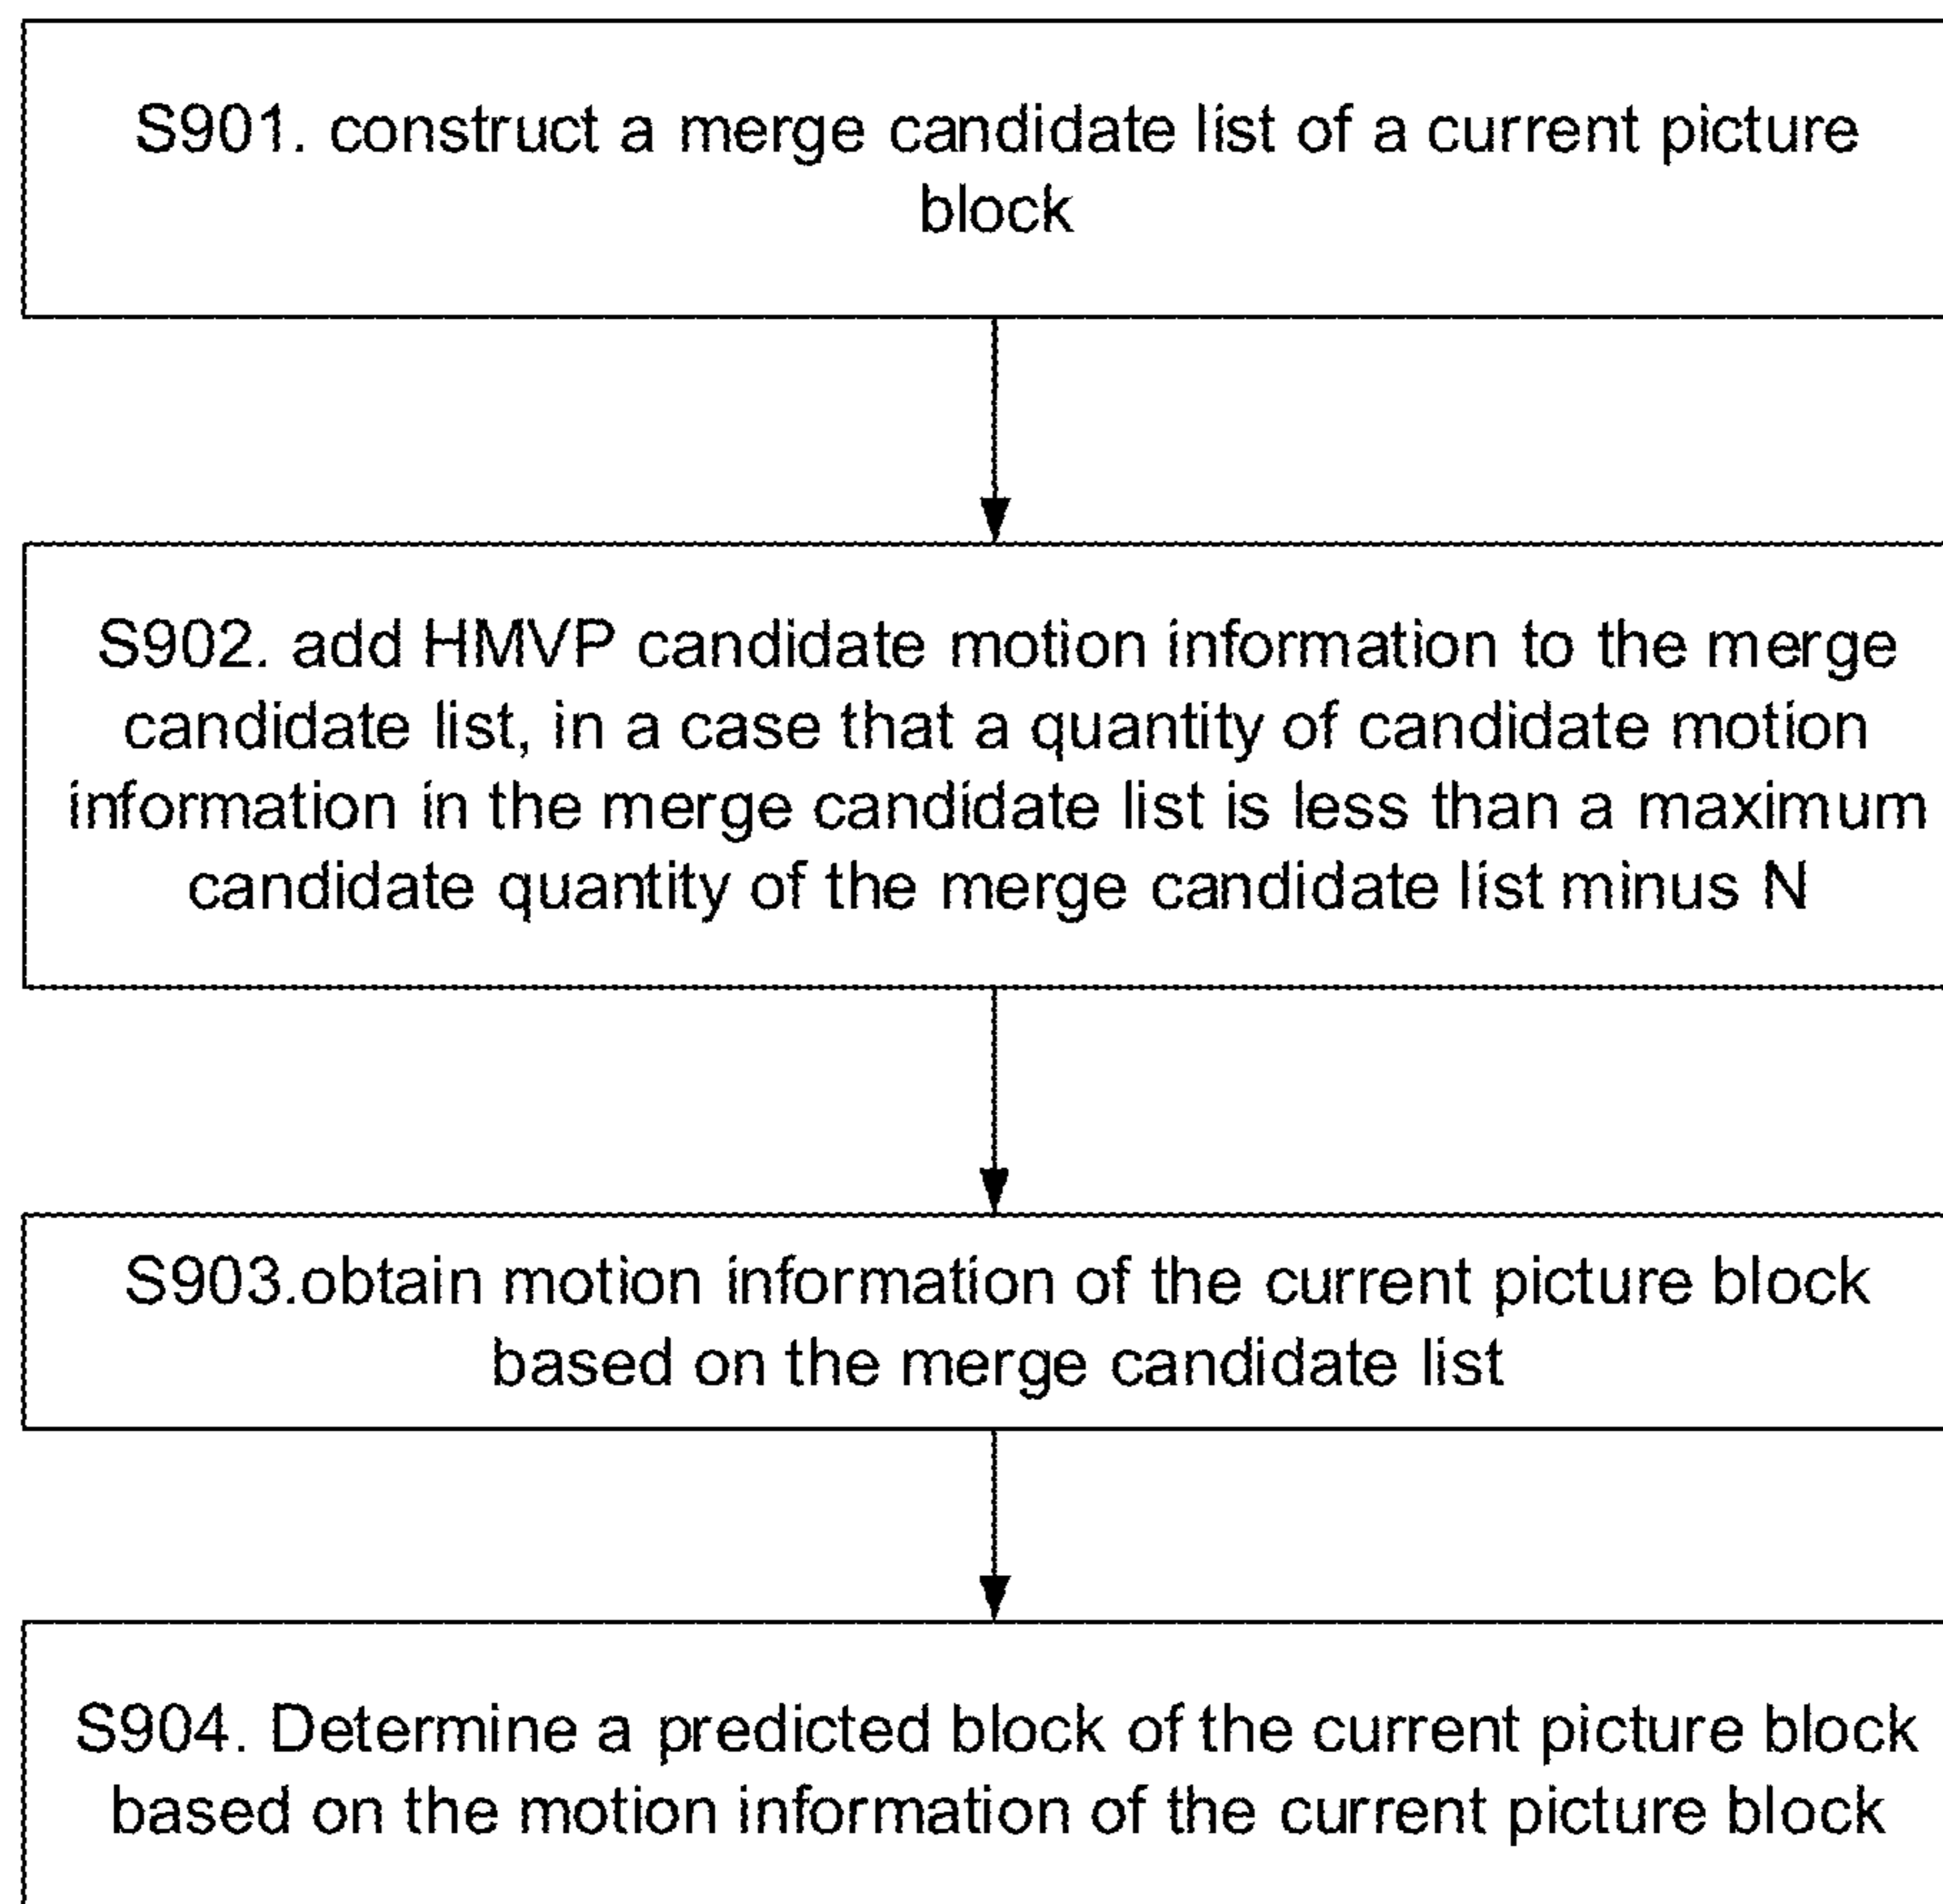 S901. construct a merge candidate list of a current picture
block
S902. add HMVP candidate motion information to the merge
candidate list, in a case that a quantity of candidate motion
information in the merge candidate list is less than a maximum
candidate quantity of the merge candidate list minus N
S903.obtain motion information of the current picture block
based on the merge candidate list
S904. Determine a predicted block of the current picture block
based on the motion information of the current picture block